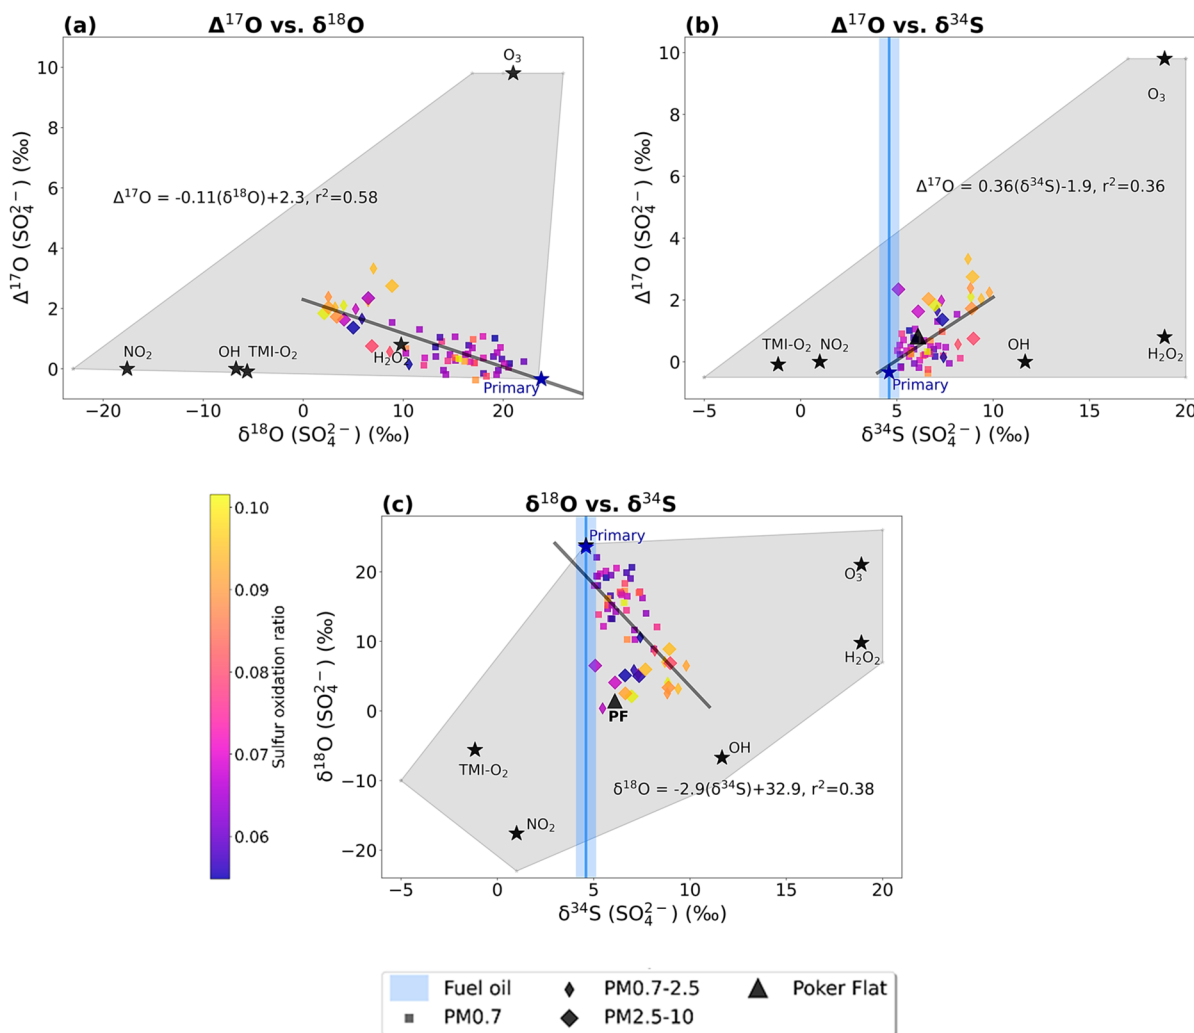 (a) Δ¹⁷O vs. δ¹⁸O
10
8
6
4
2
0
Δ¹⁷O (SO₄²⁻) (‰)
O₃
Δ¹⁷O = -0.11(δ¹⁸O)+2.3, r²=0.58
NO₂
OH
TMI-O₂
H₂O₂
Primary
−20 −10 0 10 20
δ¹⁸O (SO₄²⁻) (‰)
(b) Δ¹⁷O vs. δ³⁴S
10
8
6
4
2
0
Δ¹⁷O (SO₄²⁻) (‰)
O₃
Δ¹⁷O = 0.36(δ³⁴S)-1.9, r²=0.36
TMI-O₂
NO₂
OH
H₂O₂
Primary
−5 0 5 10 15 20
δ³⁴S (SO₄²⁻) (‰)
0.10
0.09
0.08
0.07
0.06
Sulfur oxidation ratio
(c) δ¹⁸O vs. δ³⁴S
20
10
0
−10
−20
δ¹⁸O (SO₄²⁻) (‰)
Primary
O₃
H₂O₂
PF
OH
TMI-O₂
NO₂
δ¹⁸O = -2.9(δ³⁴S)+32.9, r²=0.38
−5 0 5 10 15 20
δ³⁴S (SO₄²⁻) (‰)
Fuel oil PM0.7-2.5 Poker Flat
PM0.7 PM2.5-10